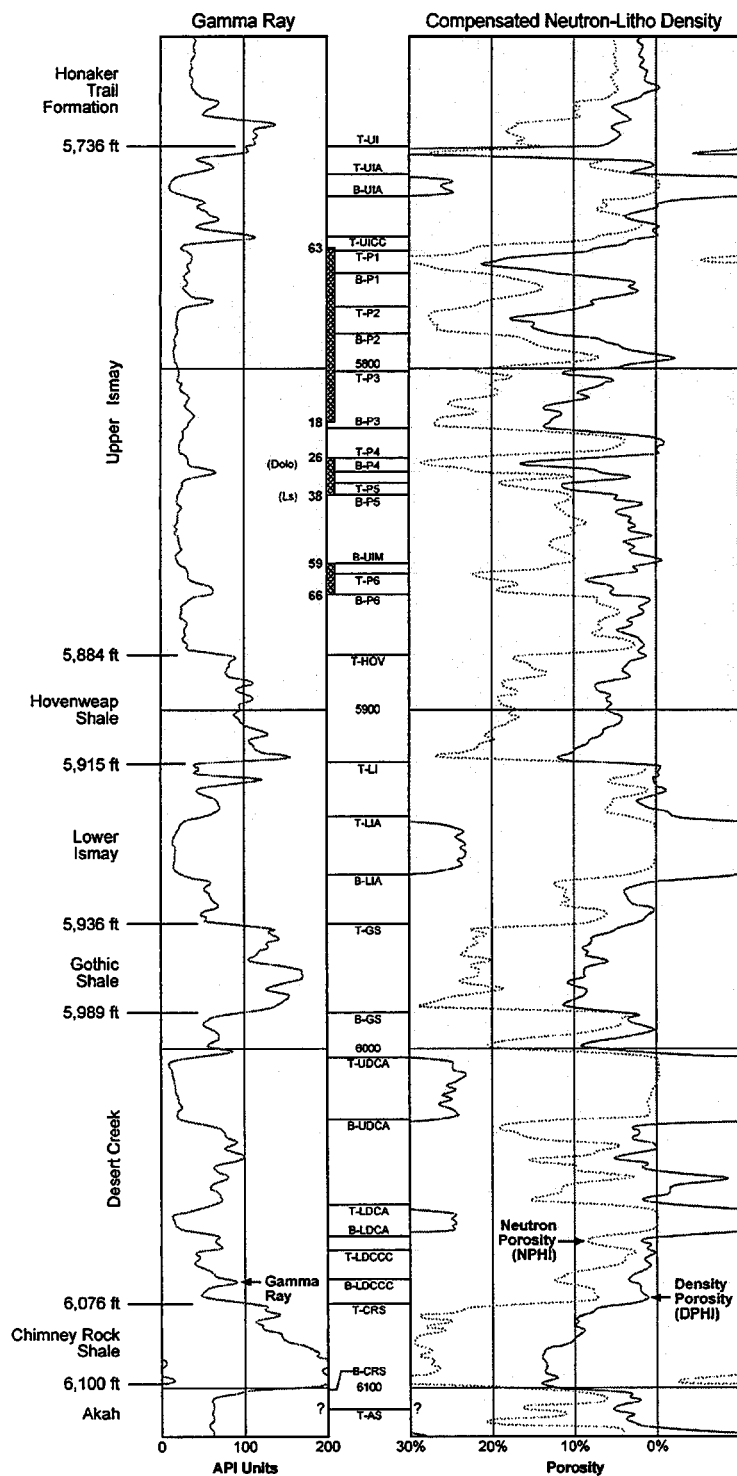 Gamma Ray
Compensated Neutron-Litho Density
Honaker
Trail
Formation
5,736 ft
T-UI
T-UIA
B-UIA
T-UICC
63
T-P1
B-P1
T-P2
B-P2
5800
T-P3
Upper Ismay
18
B-P3
T-P4
(Dolo)
26
B-P4
T-P5
(Ls)
38
B-P5
B-UIM
59
T-P6
66
B-P6
5,884 ft
T-HOV
Hovenweap
Shale
5900
5,915 ft
T-LI
T-LIA
Lower
Ismay
B-LIA
5,936 ft
T-GS
Gothic
Shale
5,989 ft
B-GS
6000
T-UDCA
B-UDCA
Desert Creek
T-LDCA
B-LDCA
Neutron
Porosity
(NPHI)
T-LDCCC
Gamma
Ray
B-LDCCC
Density
Porosity
(DPHI)
6,076 ft
T-CRS
Chimney Rock
Shale
B-CRS
6,100 ft
6100
Akah
?
T-AS
?
0
100
200
30%
20%
10%
0%
API Units
Porosity